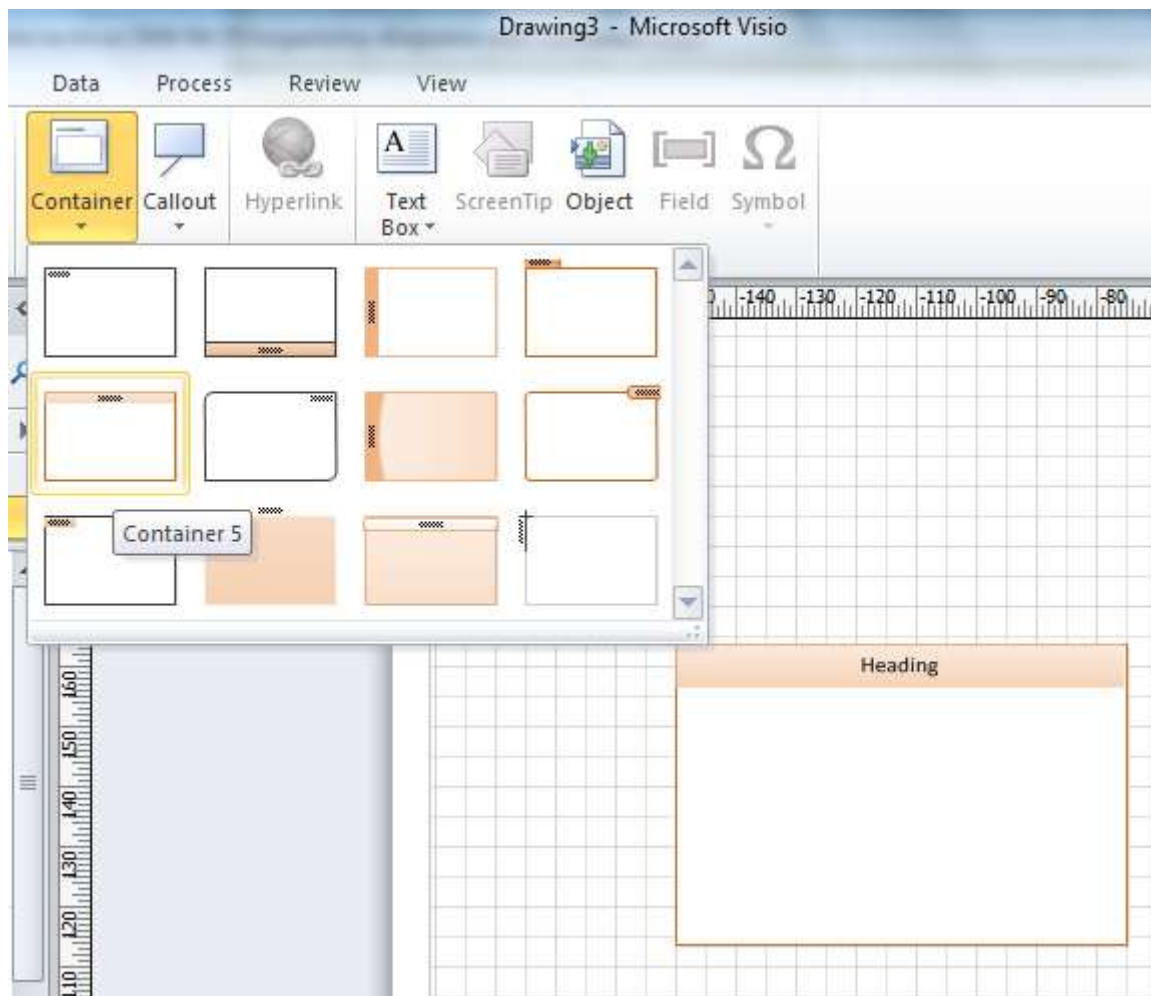 Drawing3 - Microsoft Visio
Data Process Review View
Container Callout Hyperlink Text Box ScreenTip Object Field Symbol
-140 -130 -120 -110 -100 -90 -80
Container 5
Heading
160
150
140
130
120
110